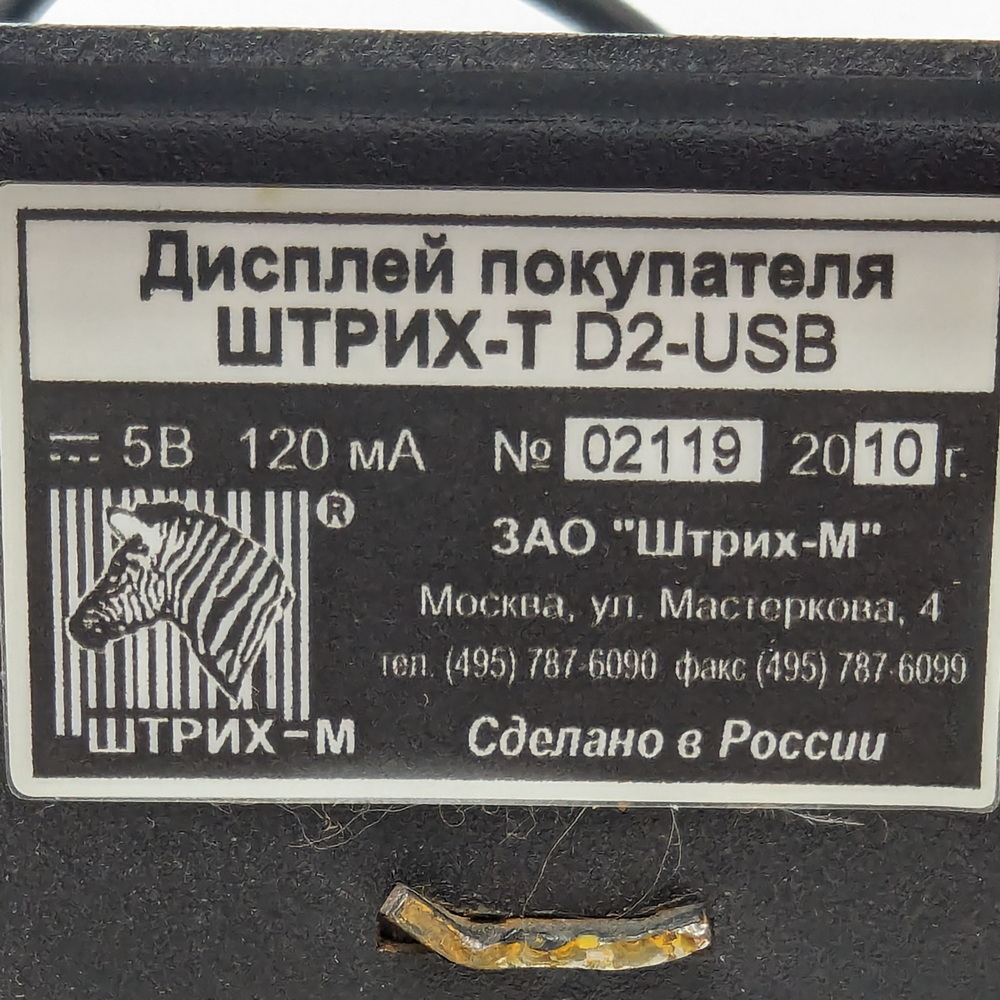 Дисплей покупателя
ШТРИХ-Т D2-USB
5В 120 мА № 02119 2010 г.
®
ЗАО "Штрих-М"
Москва, ул. Мастеркова, 4
тел. (495) 787-6090 факс (495) 787-6099
ШТРИХ-М
Сделано в России